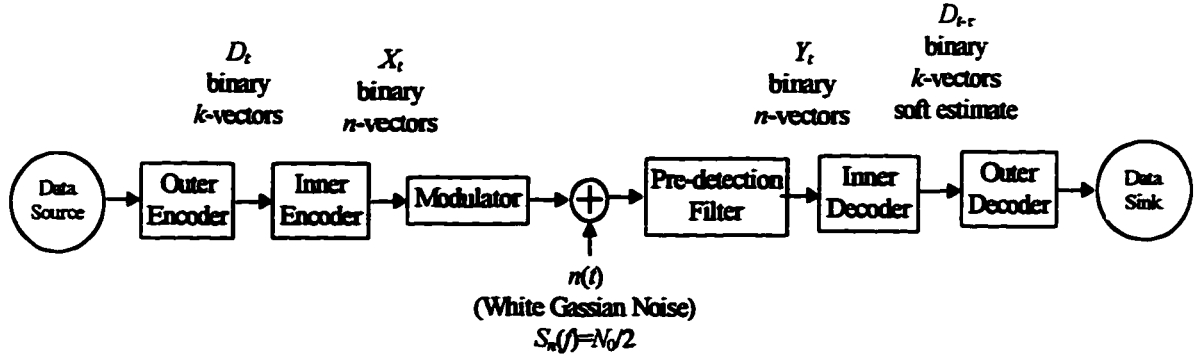 D_t
binary
k-vectors
X_t
binary
n-vectors
Y_t
binary
n-vectors
D_{t-τ}
binary
k-vectors
soft estimate
Data
Source
Outer
Encoder
Inner
Encoder
Modulator
+
Pre-detection
Filter
Inner
Decoder
Outer
Decoder
Data
Sink
n(t)
(White Gassian Noise)
S_n(f)=N_0/2